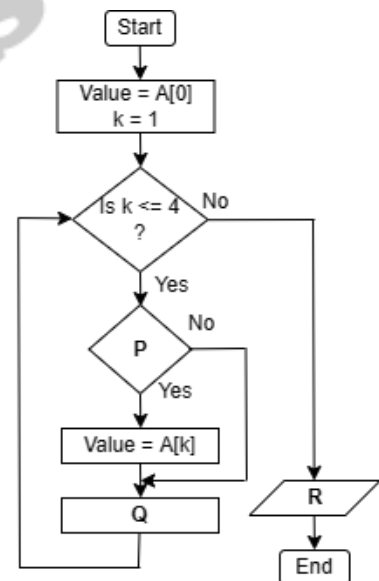 Start
Value = A[0]
k = 1
Is k <= 4
?
No
Yes
P
No
Yes
Value = A[k]
Q
R
End